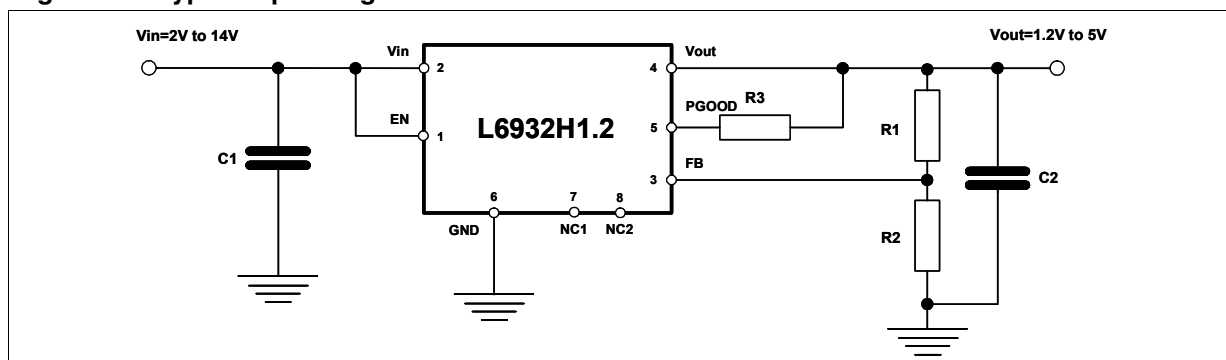 Vin=2V to 14V
Vout=1.2V to 5V
Vin
Vout
2
4
L6932H1.2
PGOOD
R3
EN
1
5
R1
C1
FB
3
C2
6
7
8
GND
NC1
NC2
R2